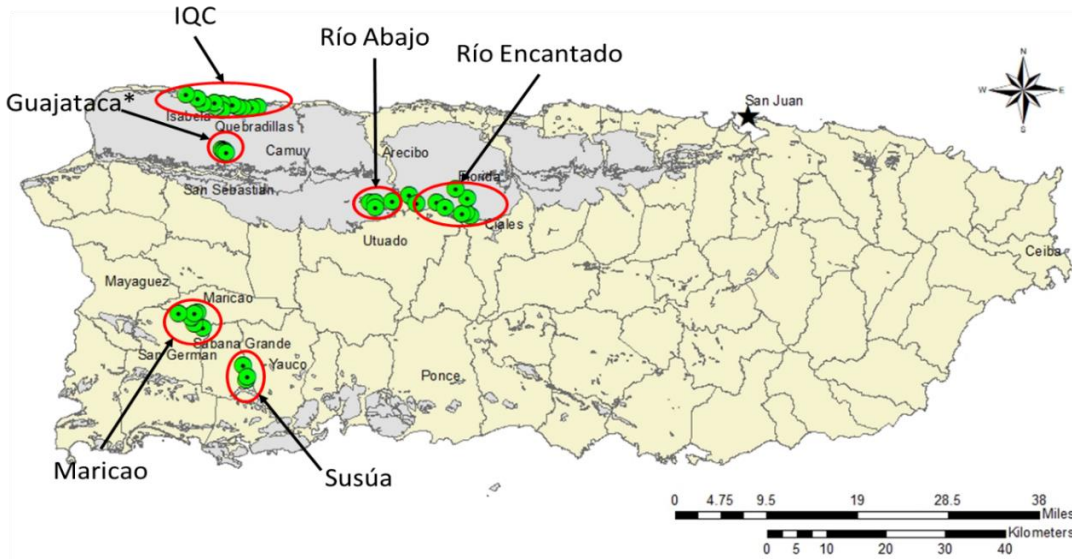 IQC
Río Abajo
Río Encantado
Guajataca*
N
W
E
S
San Juan
Isabela
Quebradillas
Camuy
Arecibo
San Sebastian
Florida
Ciales
Utuado
Ceiba
Mayaguez
Maricao
Sabana Grande
San German
Yauco
Ponce
Maricao
Susúa
0 4.75 9.5 19 28.5 38
Miles
Kilometers
0 5 10 20 30 40